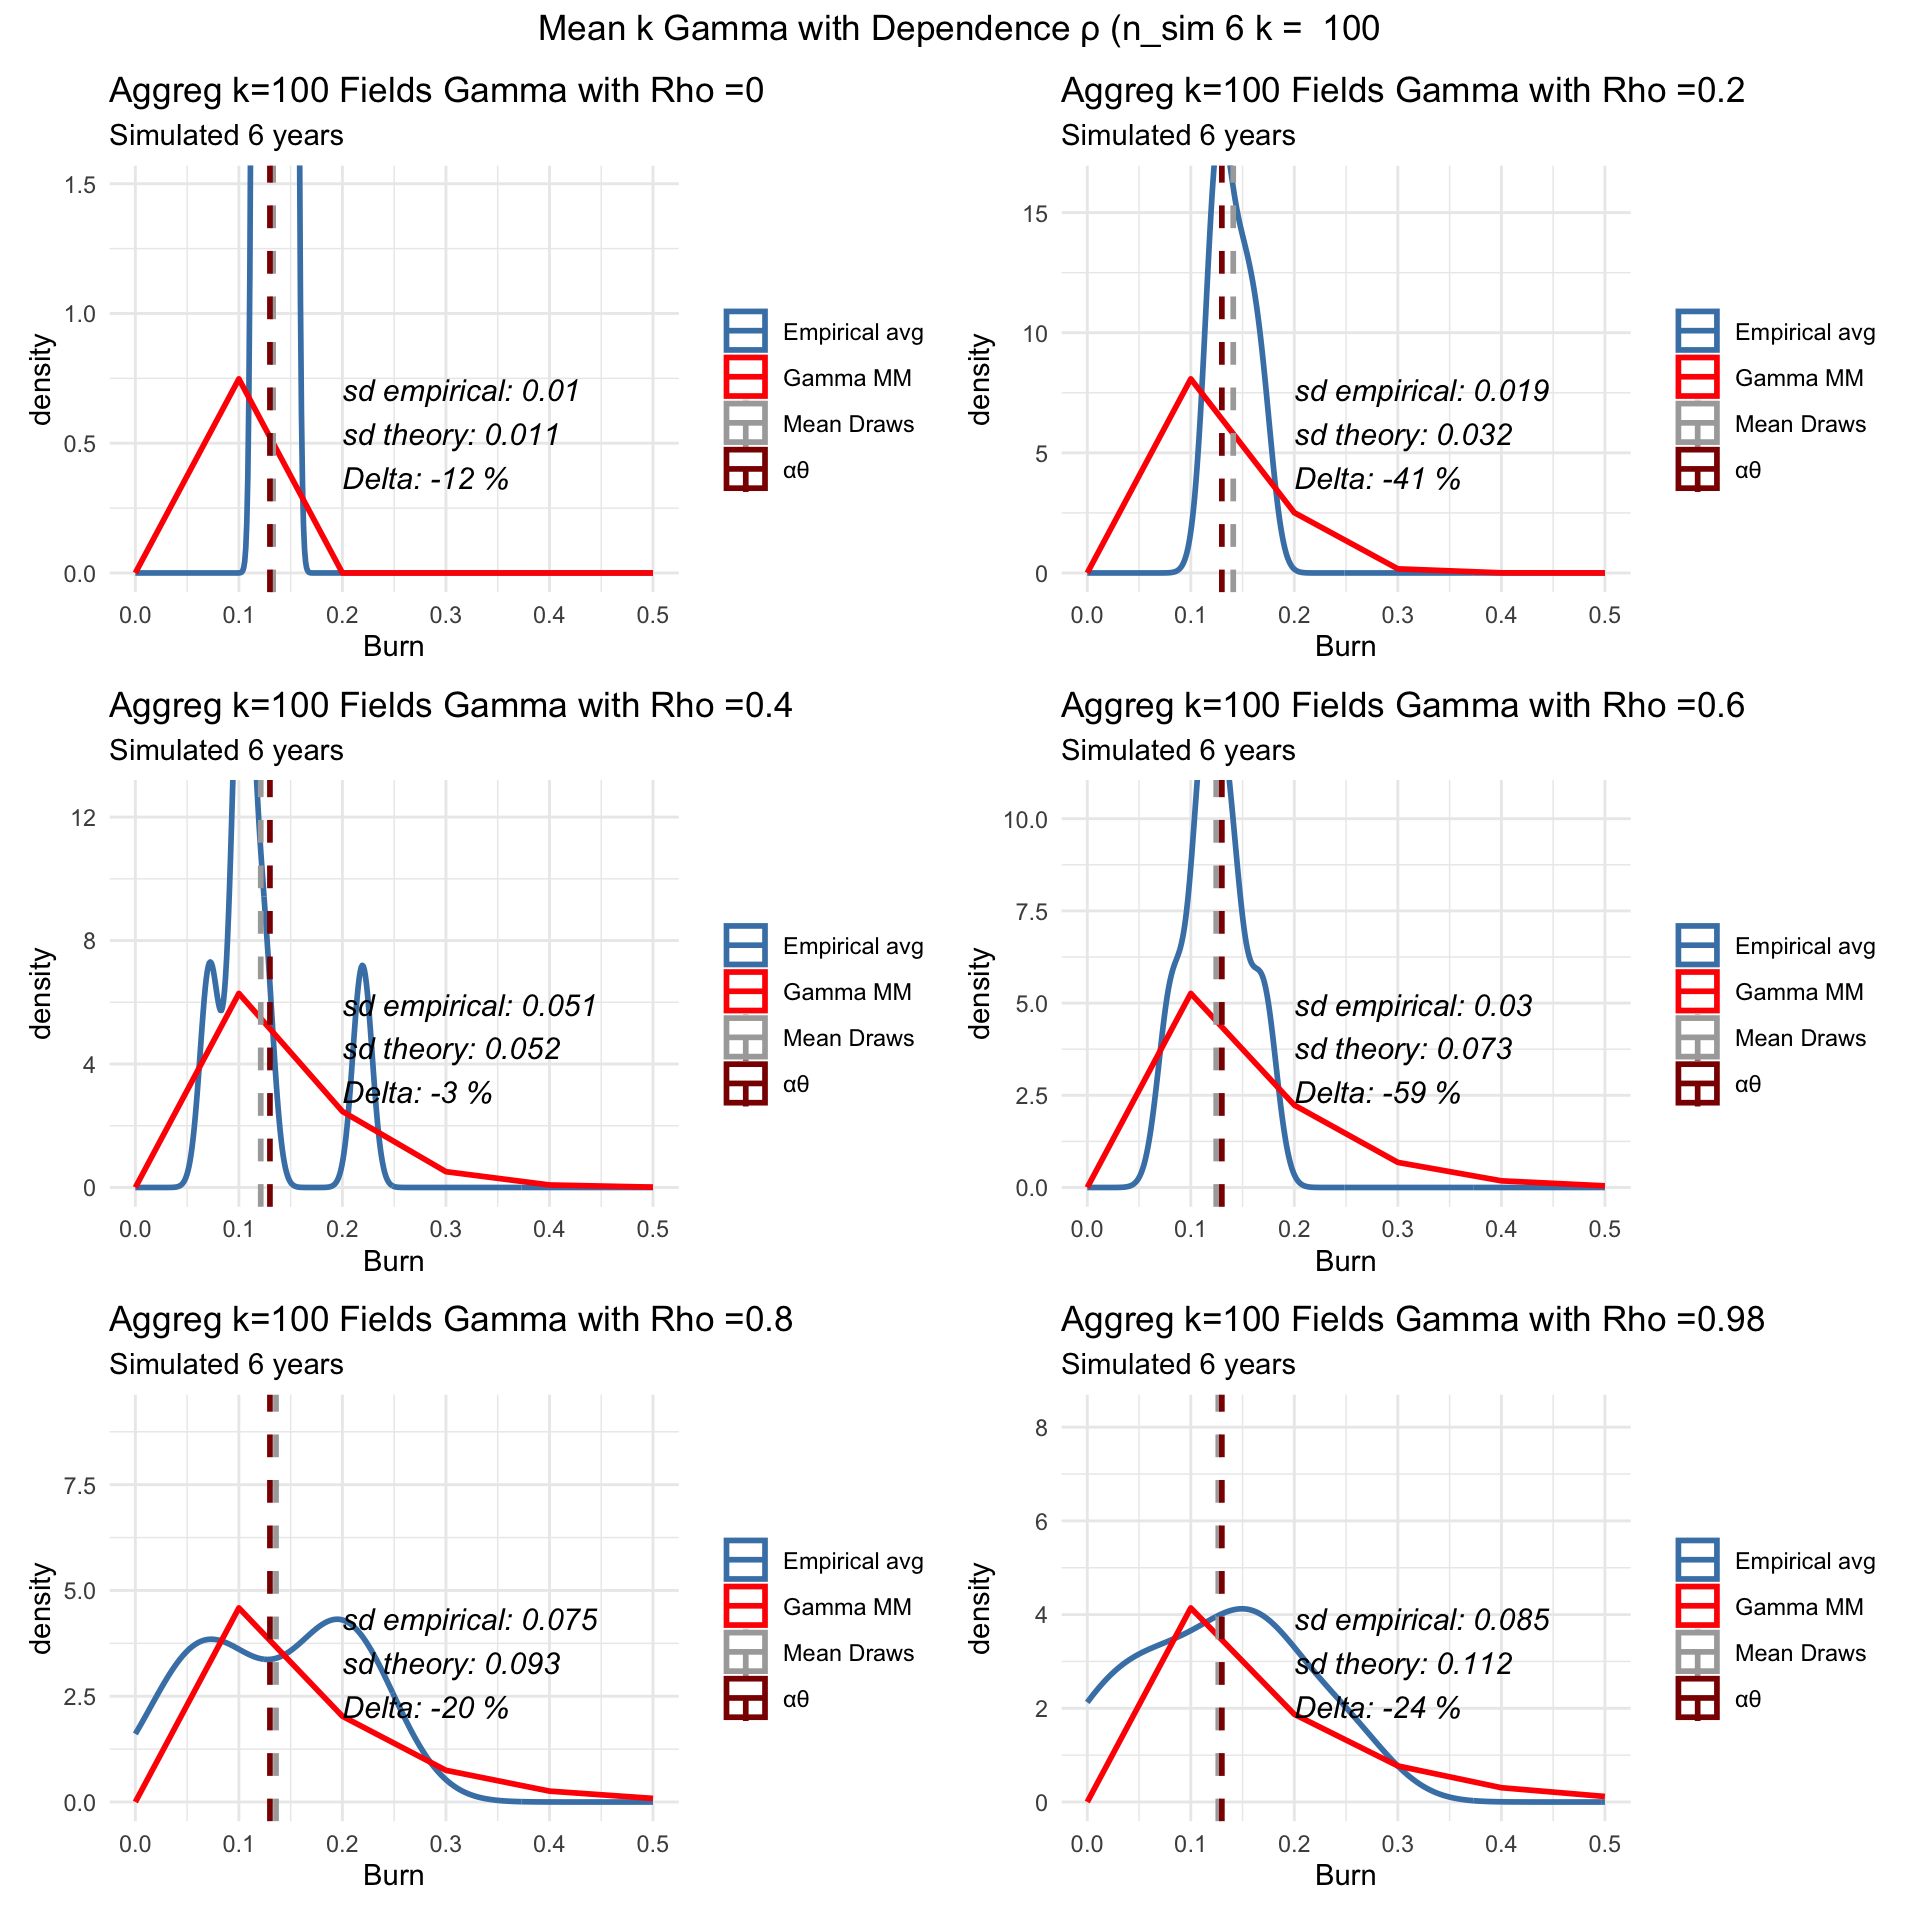 Mean k Gamma with Dependence ρ (n_sim 6 k =  100
Aggreg k=100 Fields Gamma with Rho =0
Simulated 6 years
density
1.5
1.0
0.5
0.0
sd empirical: 0.01
sd theory: 0.011
Delta: -12 %
0.0 0.1 0.2 0.3 0.4 0.5
Burn
Empirical avg
Gamma MM
Mean Draws
αθ
Aggreg k=100 Fields Gamma with Rho =0.2
Simulated 6 years
density
15
10
5
0
sd empirical: 0.019
sd theory: 0.032
Delta: -41 %
0.0 0.1 0.2 0.3 0.4 0.5
Burn
Empirical avg
Gamma MM
Mean Draws
αθ
Aggreg k=100 Fields Gamma with Rho =0.4
Simulated 6 years
density
12
8
4
0
sd empirical: 0.051
sd theory: 0.052
Delta: -3 %
0.0 0.1 0.2 0.3 0.4 0.5
Burn
Empirical avg
Gamma MM
Mean Draws
αθ
Aggreg k=100 Fields Gamma with Rho =0.6
Simulated 6 years
density
10.0
7.5
5.0
2.5
0.0
sd empirical: 0.03
sd theory: 0.073
Delta: -59 %
0.0 0.1 0.2 0.3 0.4 0.5
Burn
Empirical avg
Gamma MM
Mean Draws
αθ
Aggreg k=100 Fields Gamma with Rho =0.8
Simulated 6 years
density
7.5
5.0
2.5
0.0
sd empirical: 0.075
sd theory: 0.093
Delta: -20 %
0.0 0.1 0.2 0.3 0.4 0.5
Burn
Empirical avg
Gamma MM
Mean Draws
αθ
Aggreg k=100 Fields Gamma with Rho =0.98
Simulated 6 years
density
8
6
4
2
0
sd empirical: 0.085
sd theory: 0.112
Delta: -24 %
0.0 0.1 0.2 0.3 0.4 0.5
Burn
Empirical avg
Gamma MM
Mean Draws
αθ